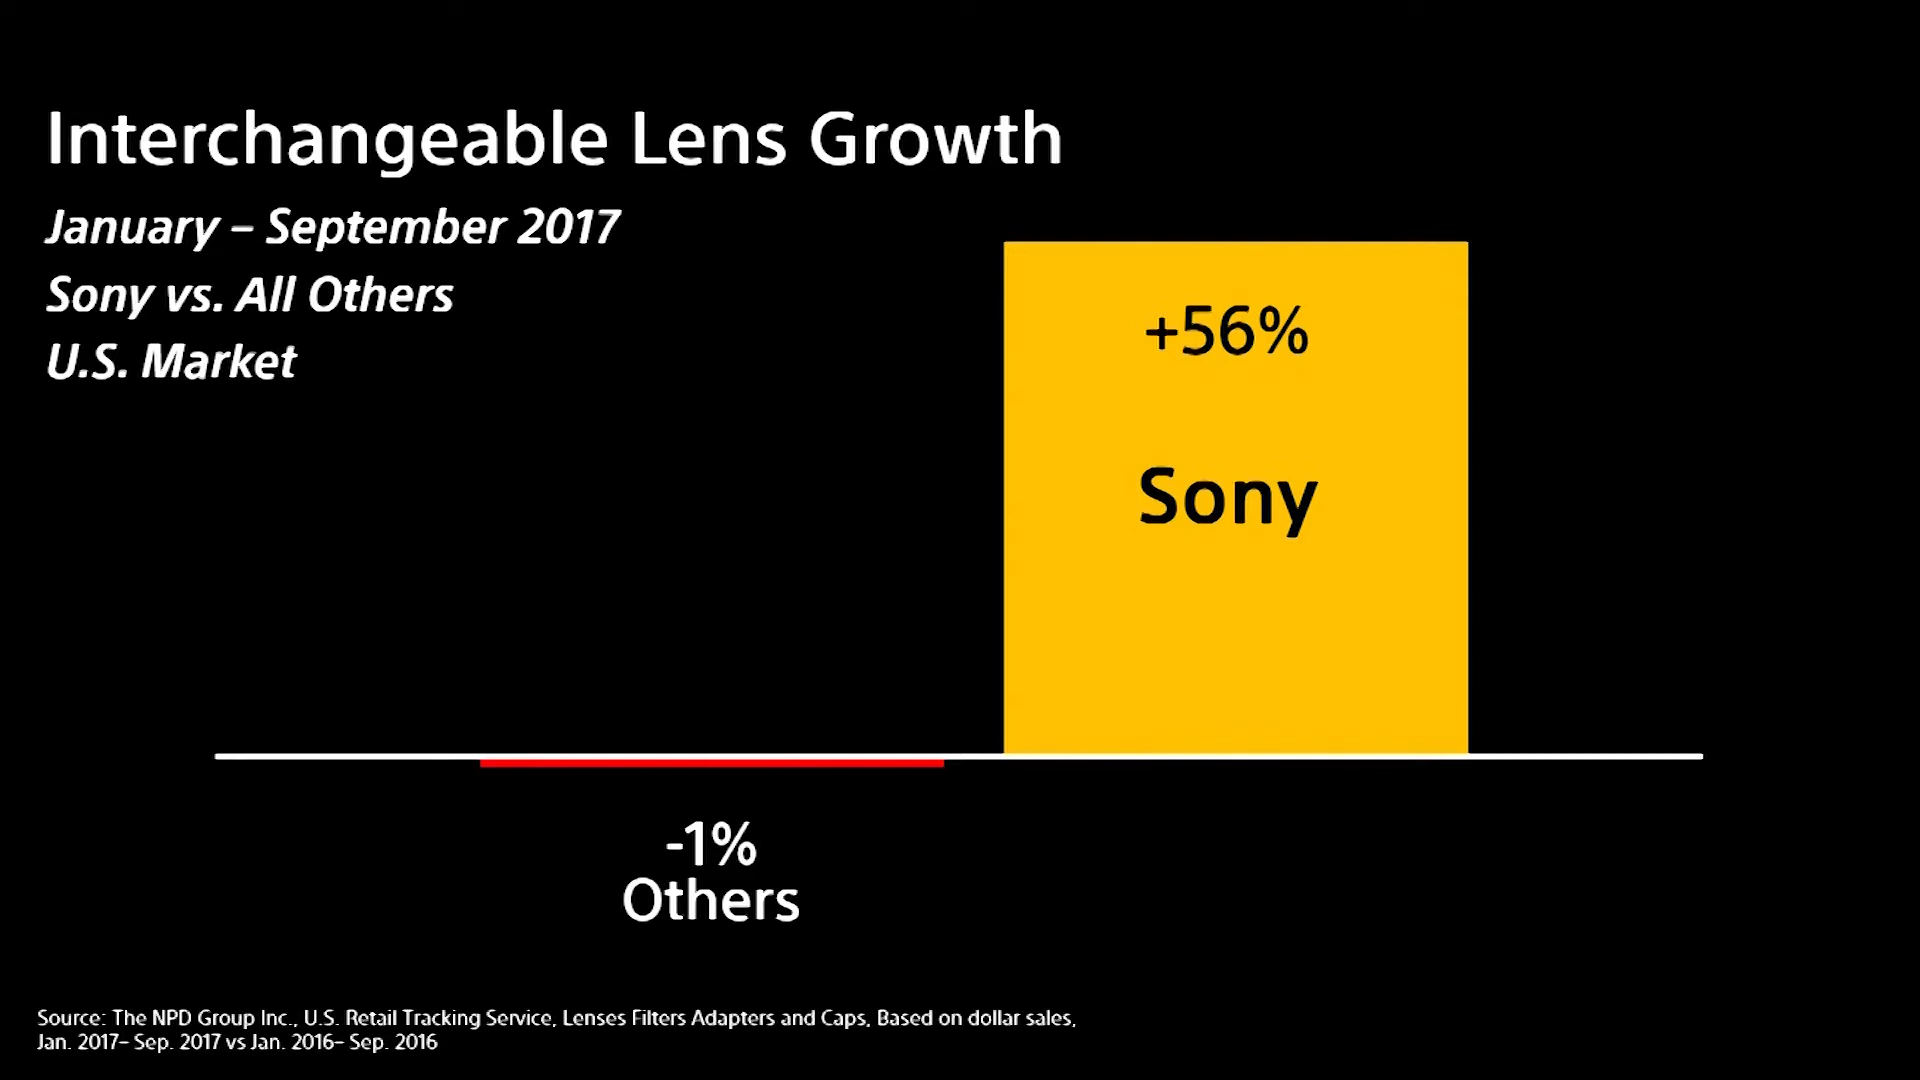 Interchangeable Lens Growth
January – September 2017
Sony vs. All Others
U.S. Market
+56%
Sony
-1%
Others
Source: The NPD Group Inc., U.S. Retail Tracking Service, Lenses Filters Adapters and Caps, Based on dollar sales,
Jan. 2017– Sep. 2017 vs Jan. 2016– Sep. 2016